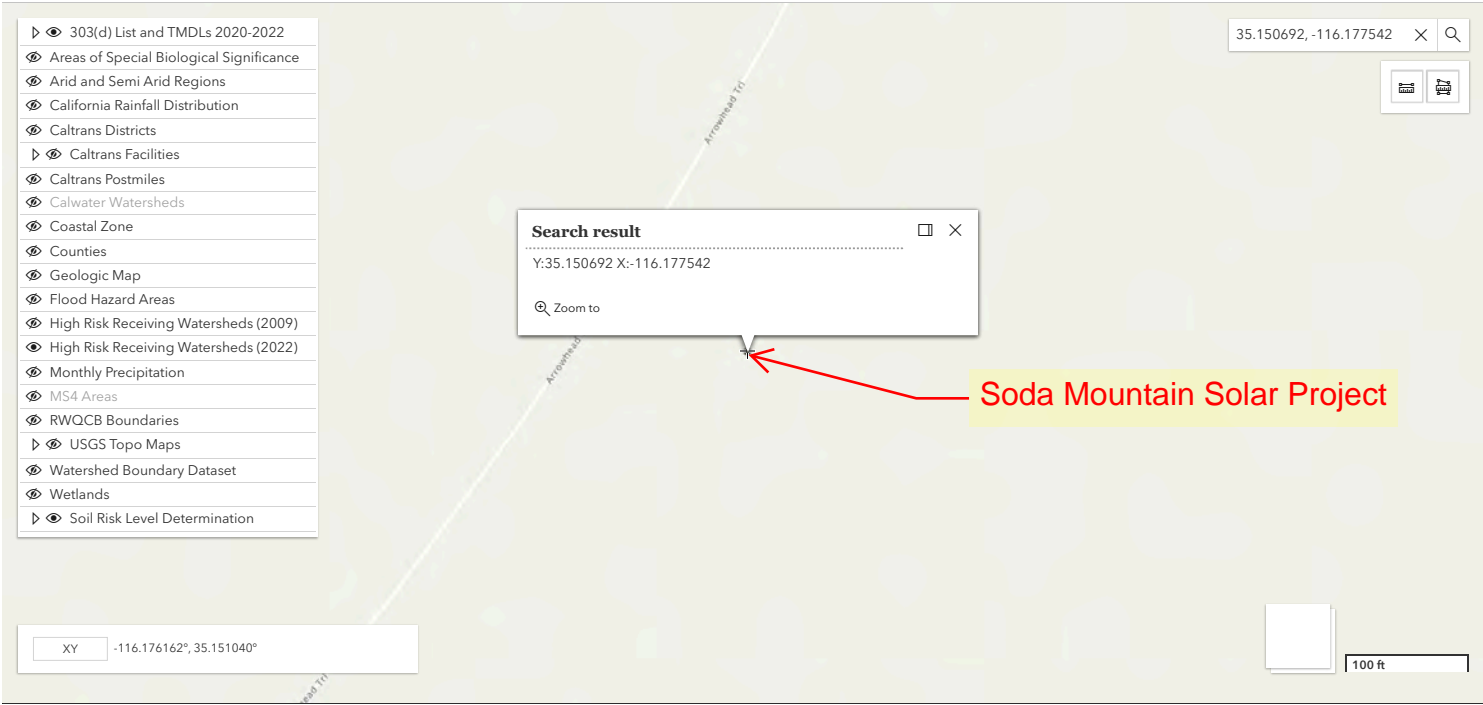 303(d) List and TMDLs 2020-2022
Areas of Special Biological Significance
Arid and Semi Arid Regions
California Rainfall Distribution
Caltrans Districts
Caltrans Facilities
Caltrans Postmiles
Calwater Watersheds
Coastal Zone
Counties
Geologic Map
Flood Hazard Areas
High Risk Receiving Watersheds (2009)
High Risk Receiving Watersheds (2022)
Monthly Precipitation
MS4 Areas
RWQCB Boundaries
USGS Topo Maps
Watershed Boundary Dataset
Wetlands
Soil Risk Level Determination
35.150692, -116.177542
Arrowhead Trl
Search result
Y:35.150692 X:-116.177542
Zoom to
Arrowhead
Soda Mountain Solar Project
XY
-116.176162°, 35.151040°
ead Trl
100 ft